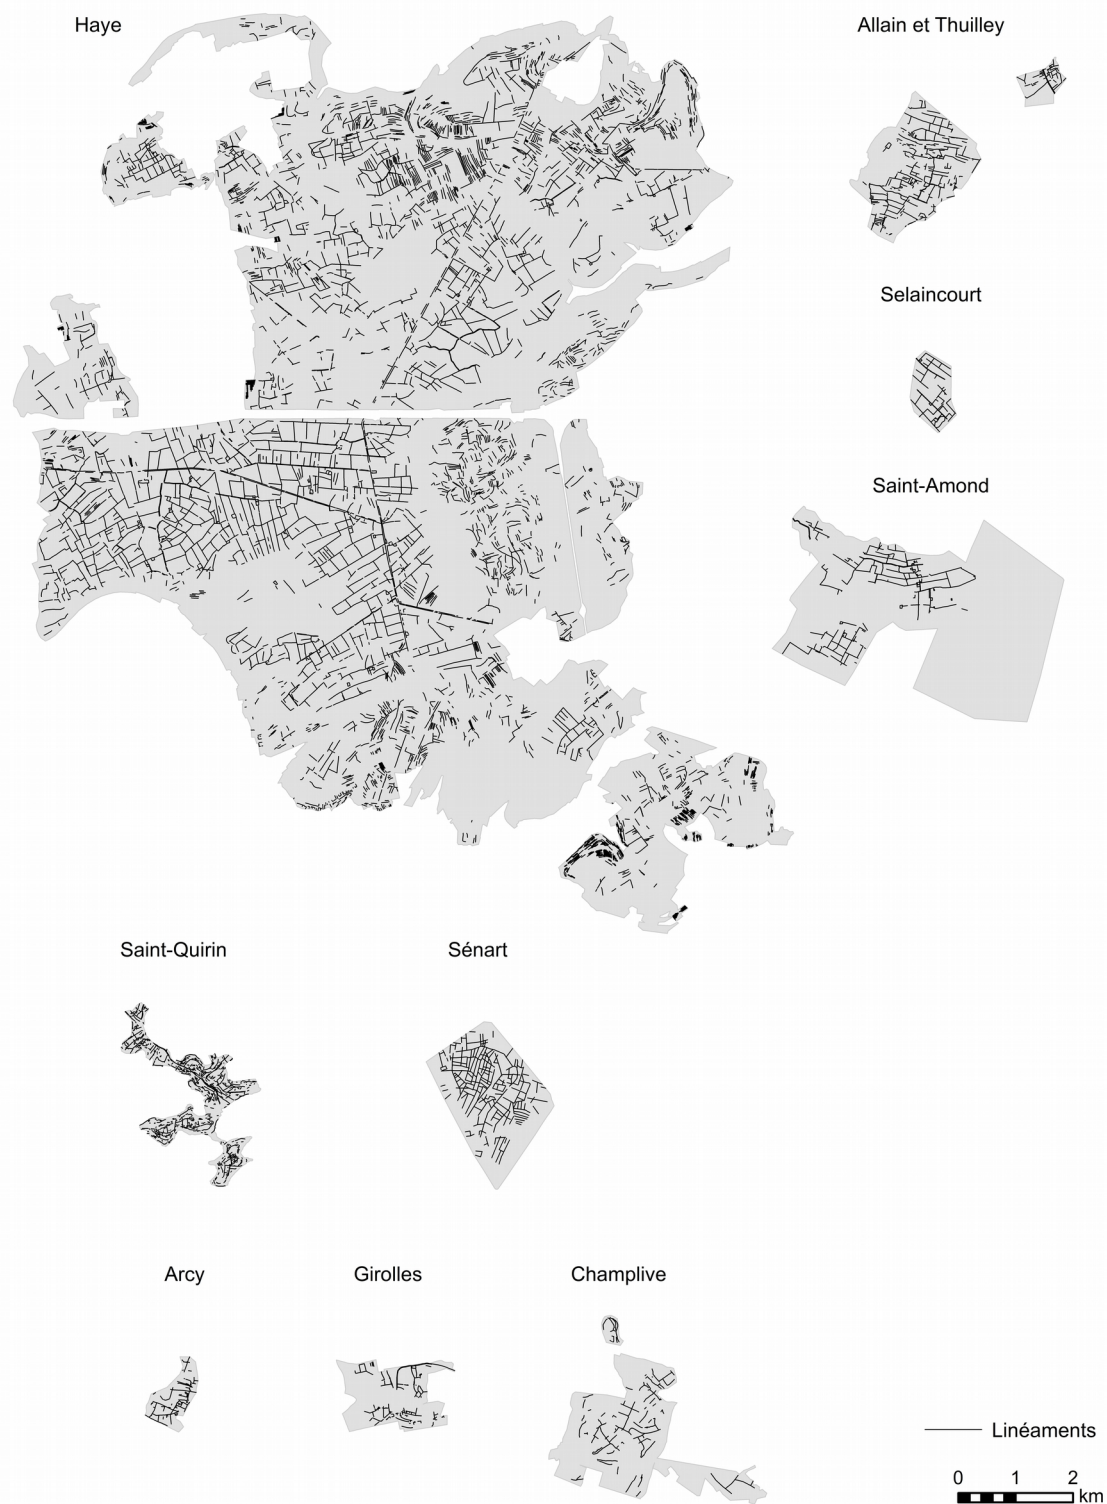 Haye
Allain et Thuilley
Selaincourt
Saint-Amond
Saint-Quirin
Sénart
Arcy
Girolles
Champlive
Linéaments
0 1 2
km